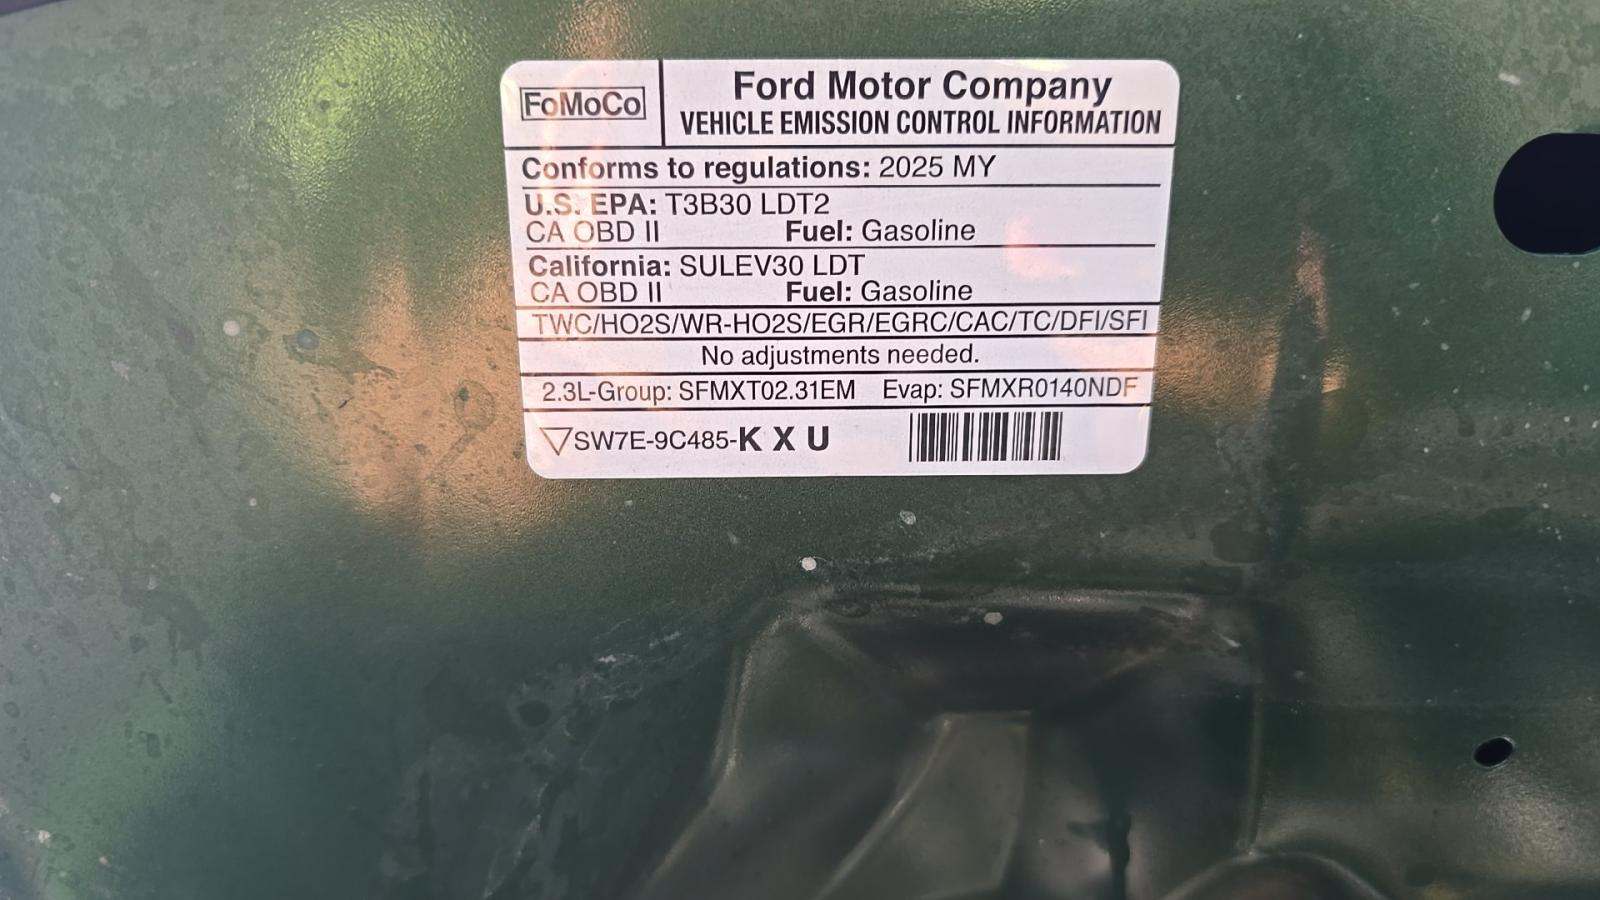 FoMoCo
Ford Motor Company
VEHICLE EMISSION CONTROL INFORMATION
Conforms to regulations: 2025 MY
U.S. EPA: T3B30 LDT2
CA OBD II Fuel: Gasoline
California: SULEV30 LDT
CA OBD II Fuel: Gasoline
TWC/HO2S/WR-HO2S/EGR/EGRC/CAC/TC/DFI/SFI
No adjustments needed.
2.3L-Group: SFMXT02.31EM Evap: SFMXR0140NDF
SW7E-9C485-K X U